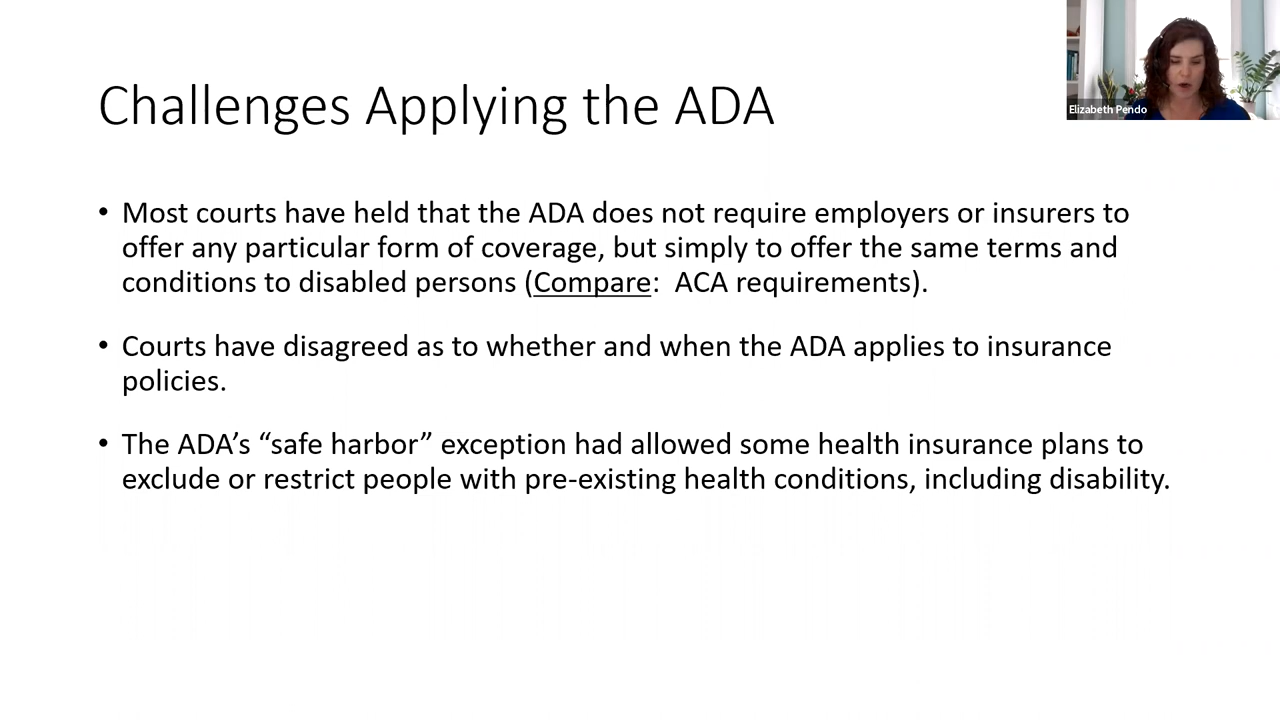 Challenges Applying the ADA
Elizabeth Pendo
• Most courts have held that the ADA does not require employers or insurers to
offer any particular form of coverage, but simply to offer the same terms and
conditions to disabled persons (Compare:  ACA requirements).
• Courts have disagreed as to whether and when the ADA applies to insurance
policies.
• The ADA’s “safe harbor” exception had allowed some health insurance plans to
exclude or restrict people with pre-existing health conditions, including disability.